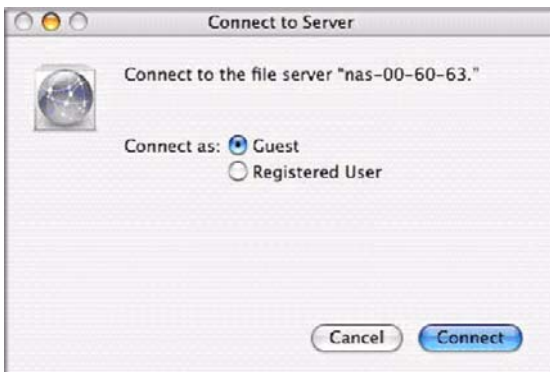 Connect to Server
Connect to the file server “nas-00-60-63.”
Connect as: Guest
Registered User
Cancel Connect